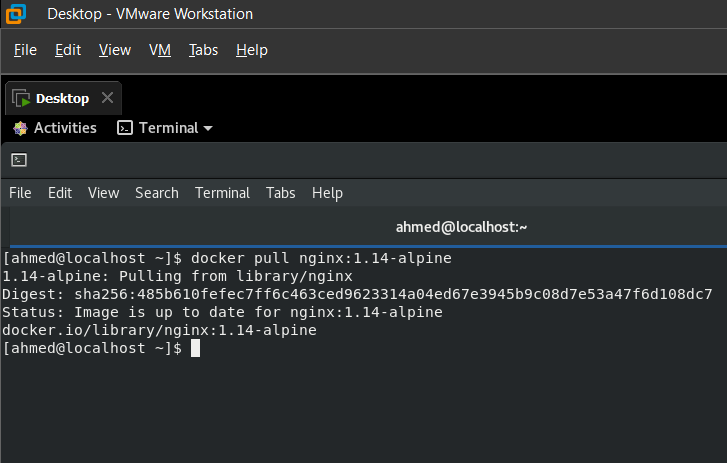 Desktop - VMware Workstation
File Edit View VM Tabs Help
Desktop
Activities Terminal
File Edit View Search Terminal Tabs Help
ahmed@localhost:~
[ahmed@localhost ~]$ docker pull nginx:1.14-alpine
1.14-alpine: Pulling from library/nginx
Digest: sha256:485b610fefec7ff6c463ced9623314a04ed67e3945b9c08d7e53a47f6d108dc7
Status: Image is up to date for nginx:1.14-alpine
docker.io/library/nginx:1.14-alpine
[ahmed@localhost ~]$